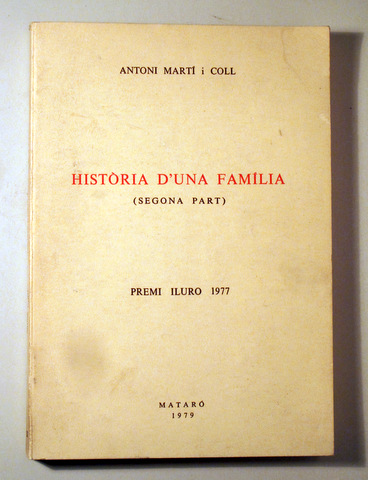 ANTONI MARTÍ i COLL
HISTÒRIA D'UNA FAMÍLIA
(SEGONA PART)
PREMI ILURO 1977
MATARÓ
1979